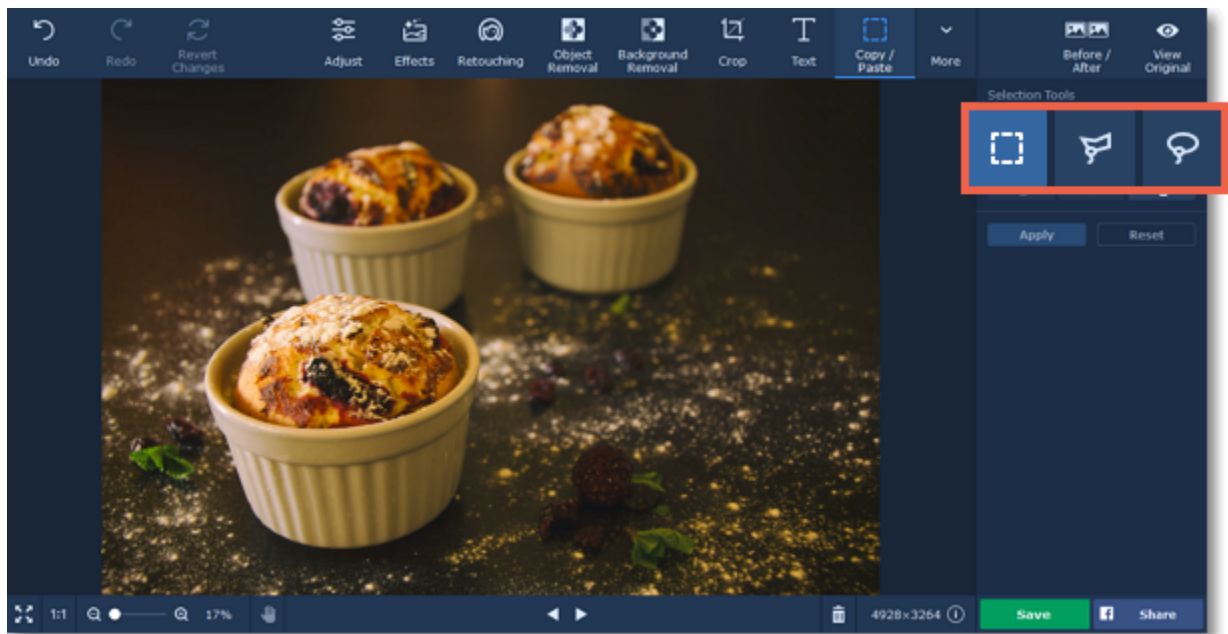 Undo
Redo
Revert
Changes
Adjust
Effects
Retouching
Object
Removal
Background
Removal
Crop
Text
Copy /
Paste
More
Before /
After
View
Original
Selection Tools
Apply
Reset
1:1
17%
4928×3264
Save
Share